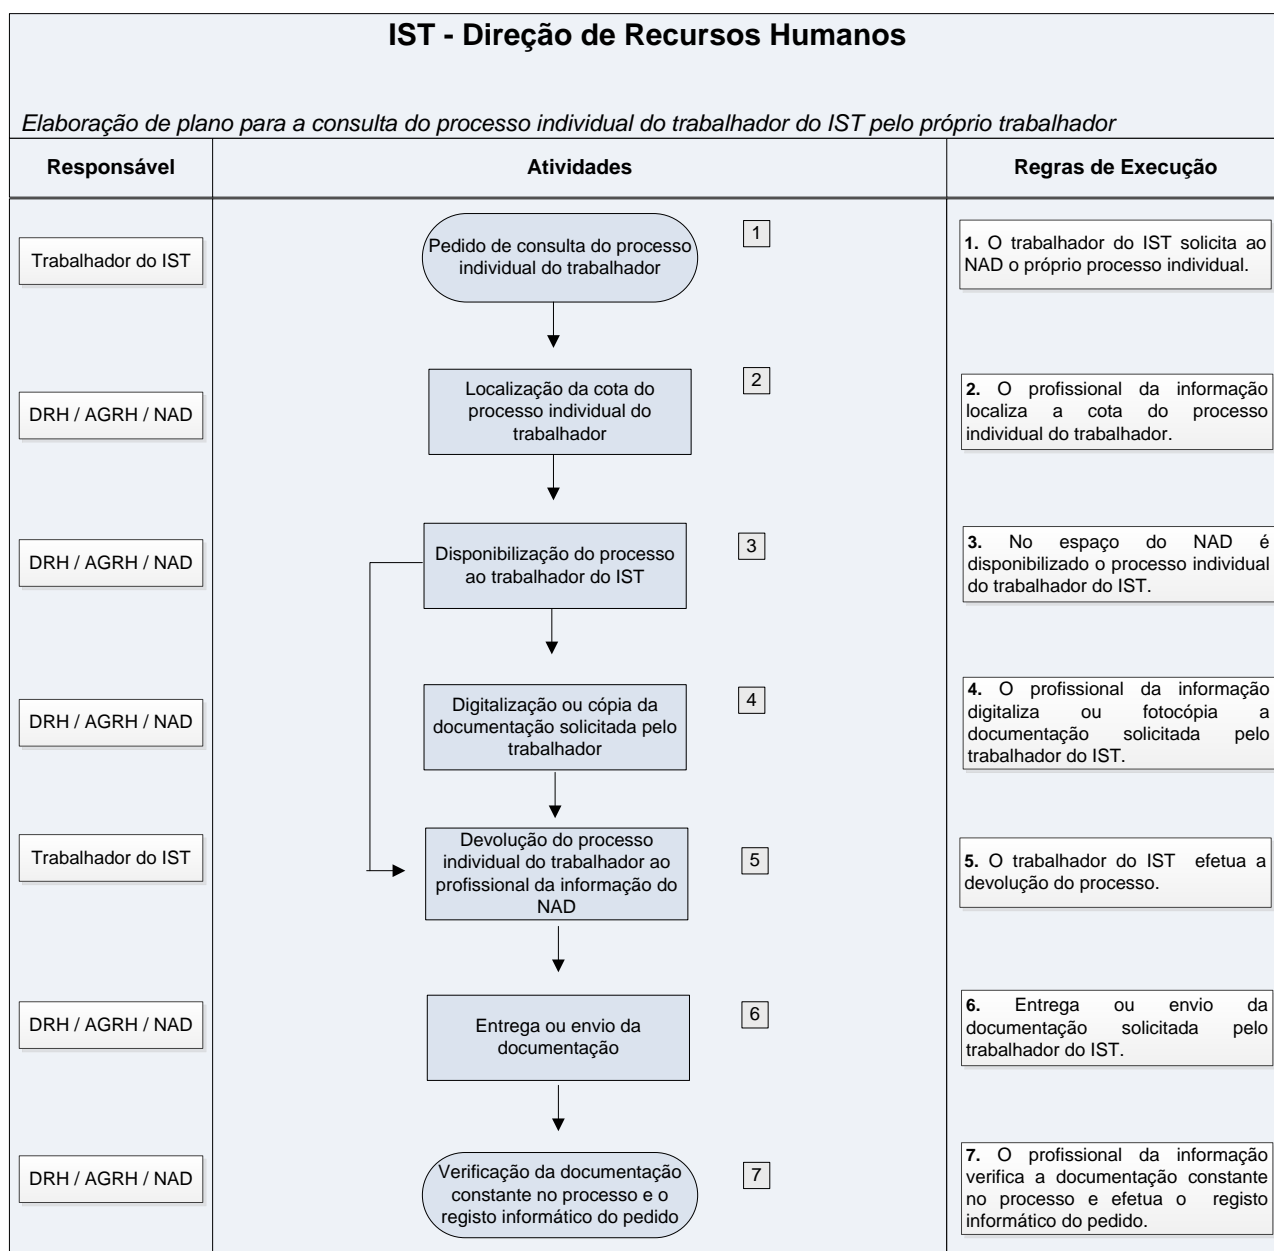 IST - Direção de Recursos Humanos
Elaboração de plano para a consulta do processo individual do trabalhador do IST pelo próprio trabalhador
Responsável
Atividades
Regras de Execução
Trabalhador do IST
Pedido de consulta do processo
individual do trabalhador
1
1. O trabalhador do IST solicita ao
NAD o próprio processo individual.
DRH / AGRH / NAD
Localização da cota do
processo individual do
trabalhador
2
2. O profissional da informação
localiza a cota do processo
individual do trabalhador.
DRH / AGRH / NAD
Disponibilização do processo
ao trabalhador do IST
3
3. No espaço do NAD é
disponibilizado o processo individual
do trabalhador do IST.
DRH / AGRH / NAD
Digitalização ou cópia da
documentação solicitada pelo
trabalhador
4
4. O profissional da informação
digitaliza ou fotocópia a
documentação solicitada pelo
trabalhador do IST.
Trabalhador do IST
Devolução do processo
individual do trabalhador ao
profissional da informação do
NAD
5
5. O trabalhador do IST efetua a
devolução do processo.
DRH / AGRH / NAD
Entrega ou envio da
documentação
6
6. Entrega ou envio da
documentação solicitada pelo
trabalhador do IST.
DRH / AGRH / NAD
Verificação da documentação
constante no processo e o
registo informático do pedido
7
7. O profissional da informação
verifica a documentação constante
no processo e efetua o registo
informático do pedido.